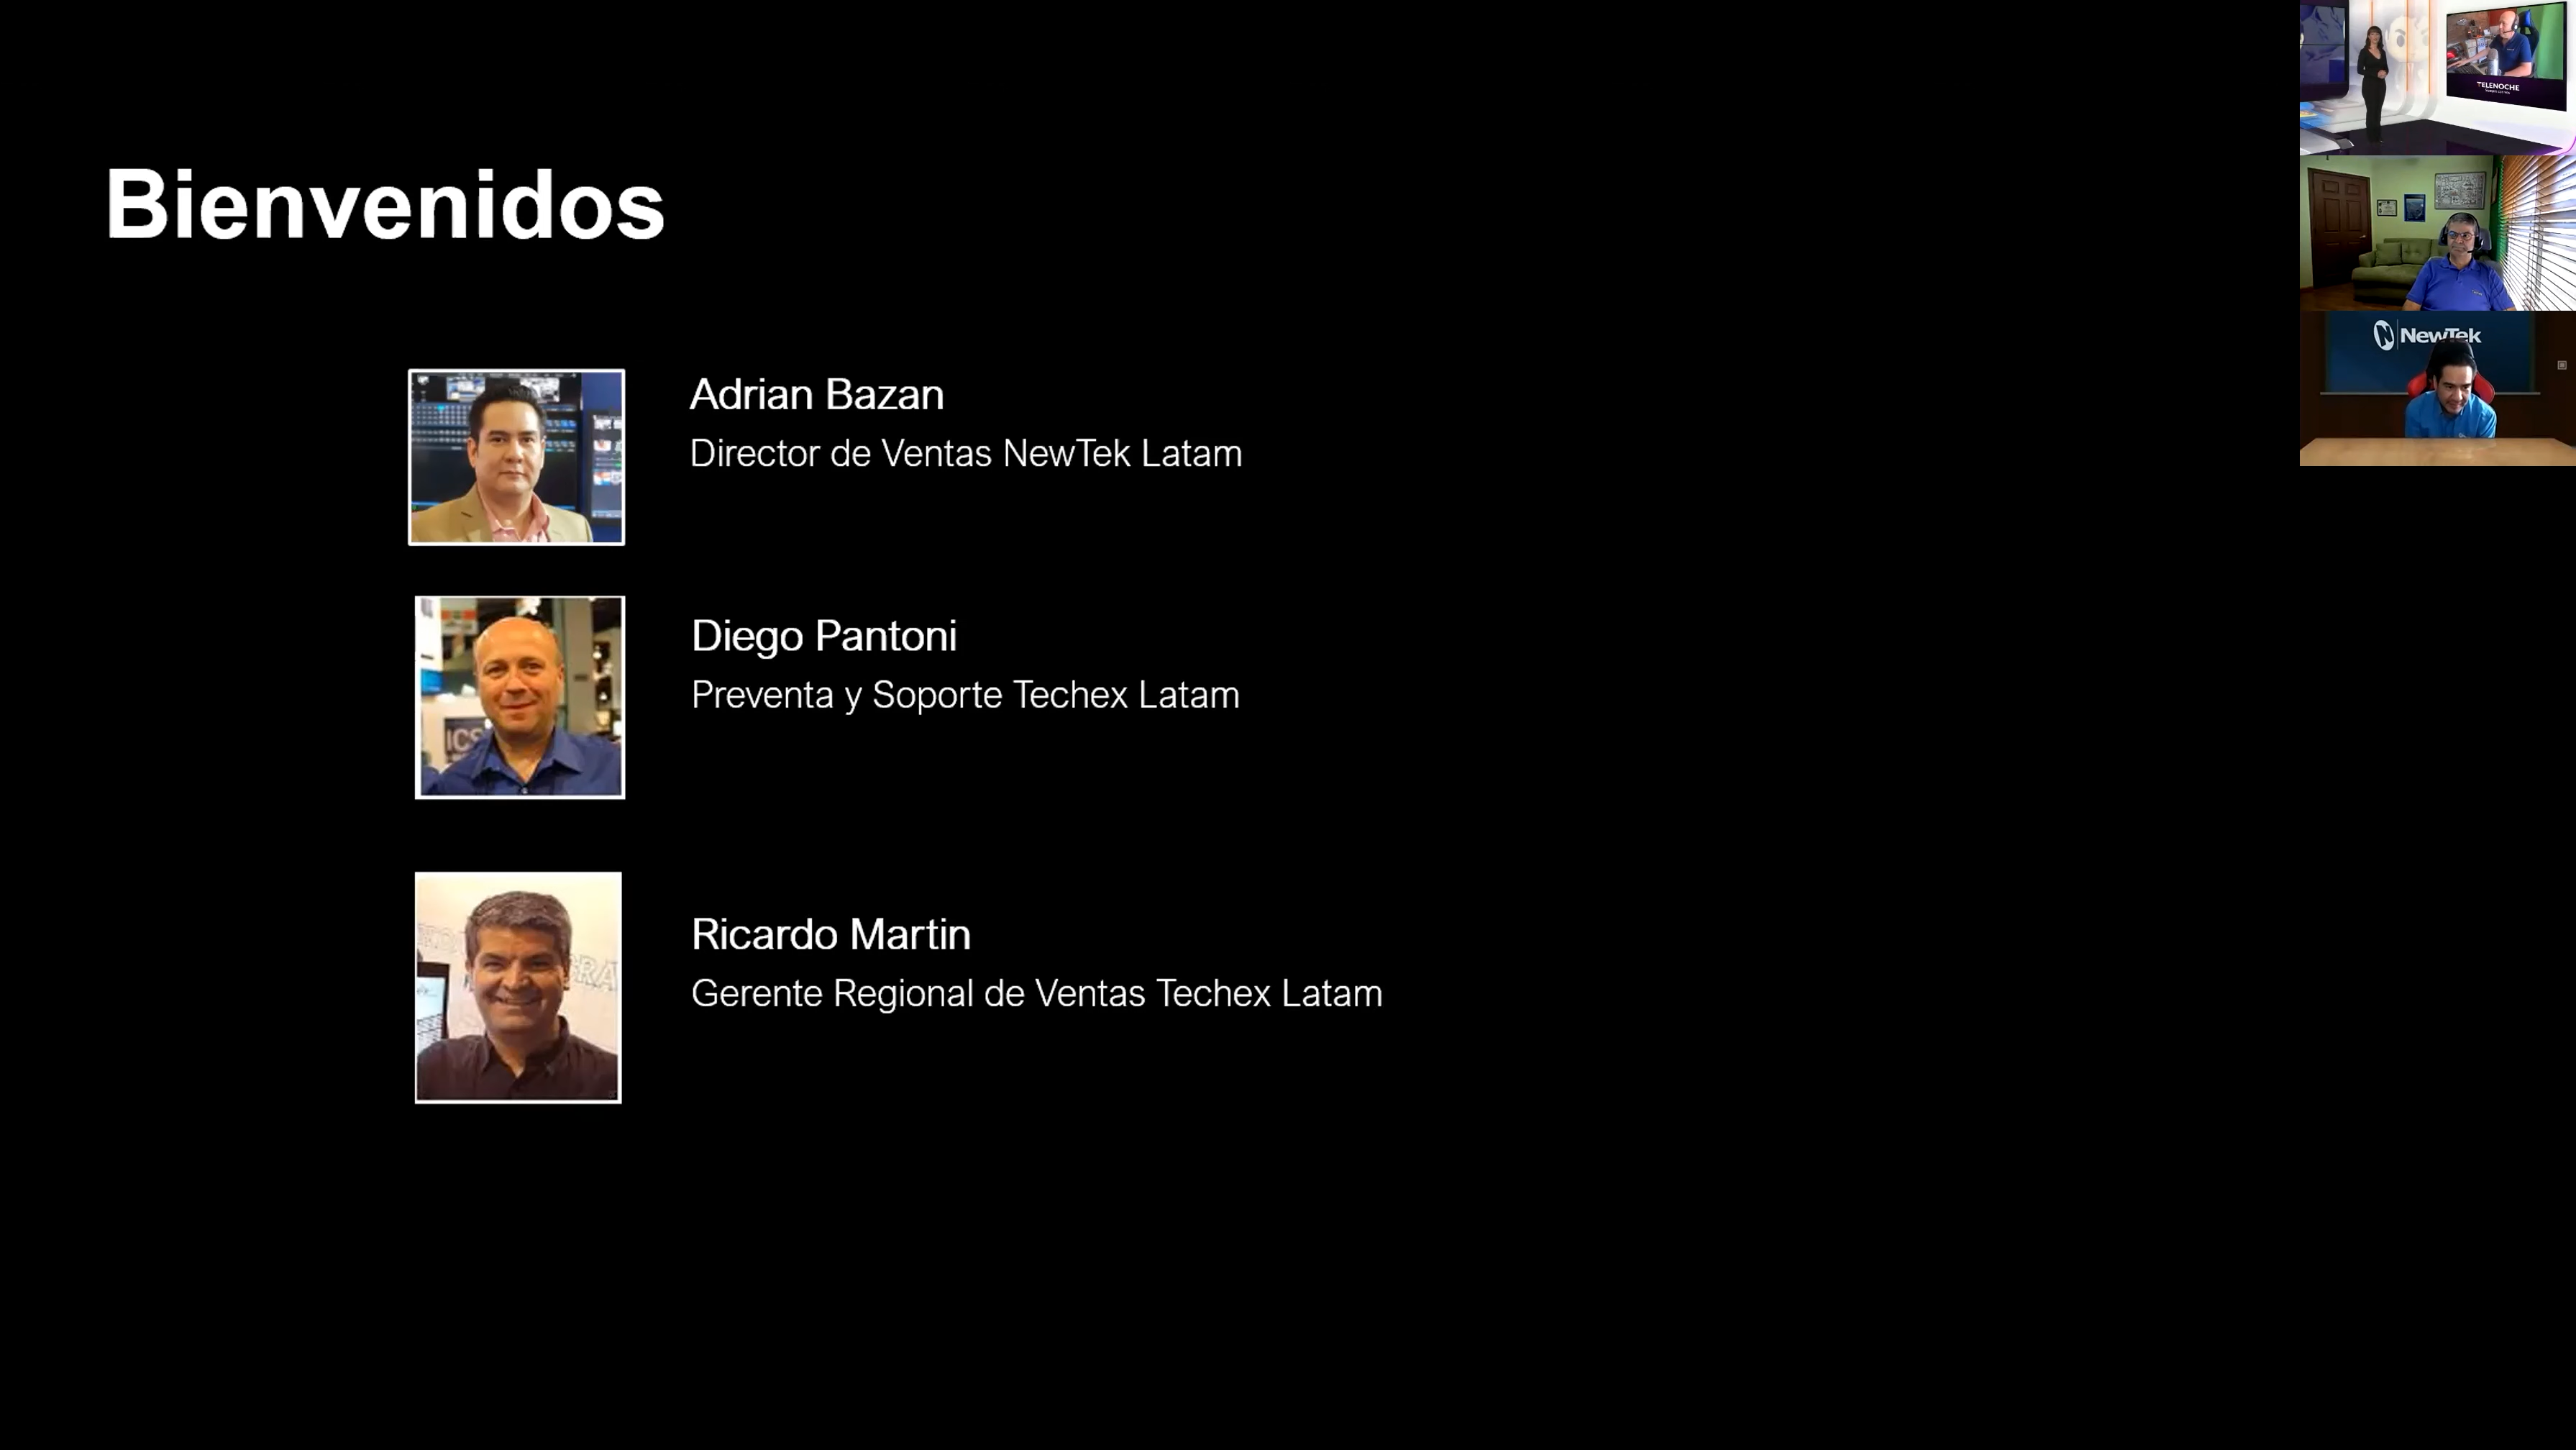 Bienvenidos
Adrian Bazan
Director de Ventas NewTek Latam
Diego Pantoni
Preventa y Soporte Techex Latam
Ricardo Martin
Gerente Regional de Ventas Techex Latam
TELENOCHE
NewTek
ICS